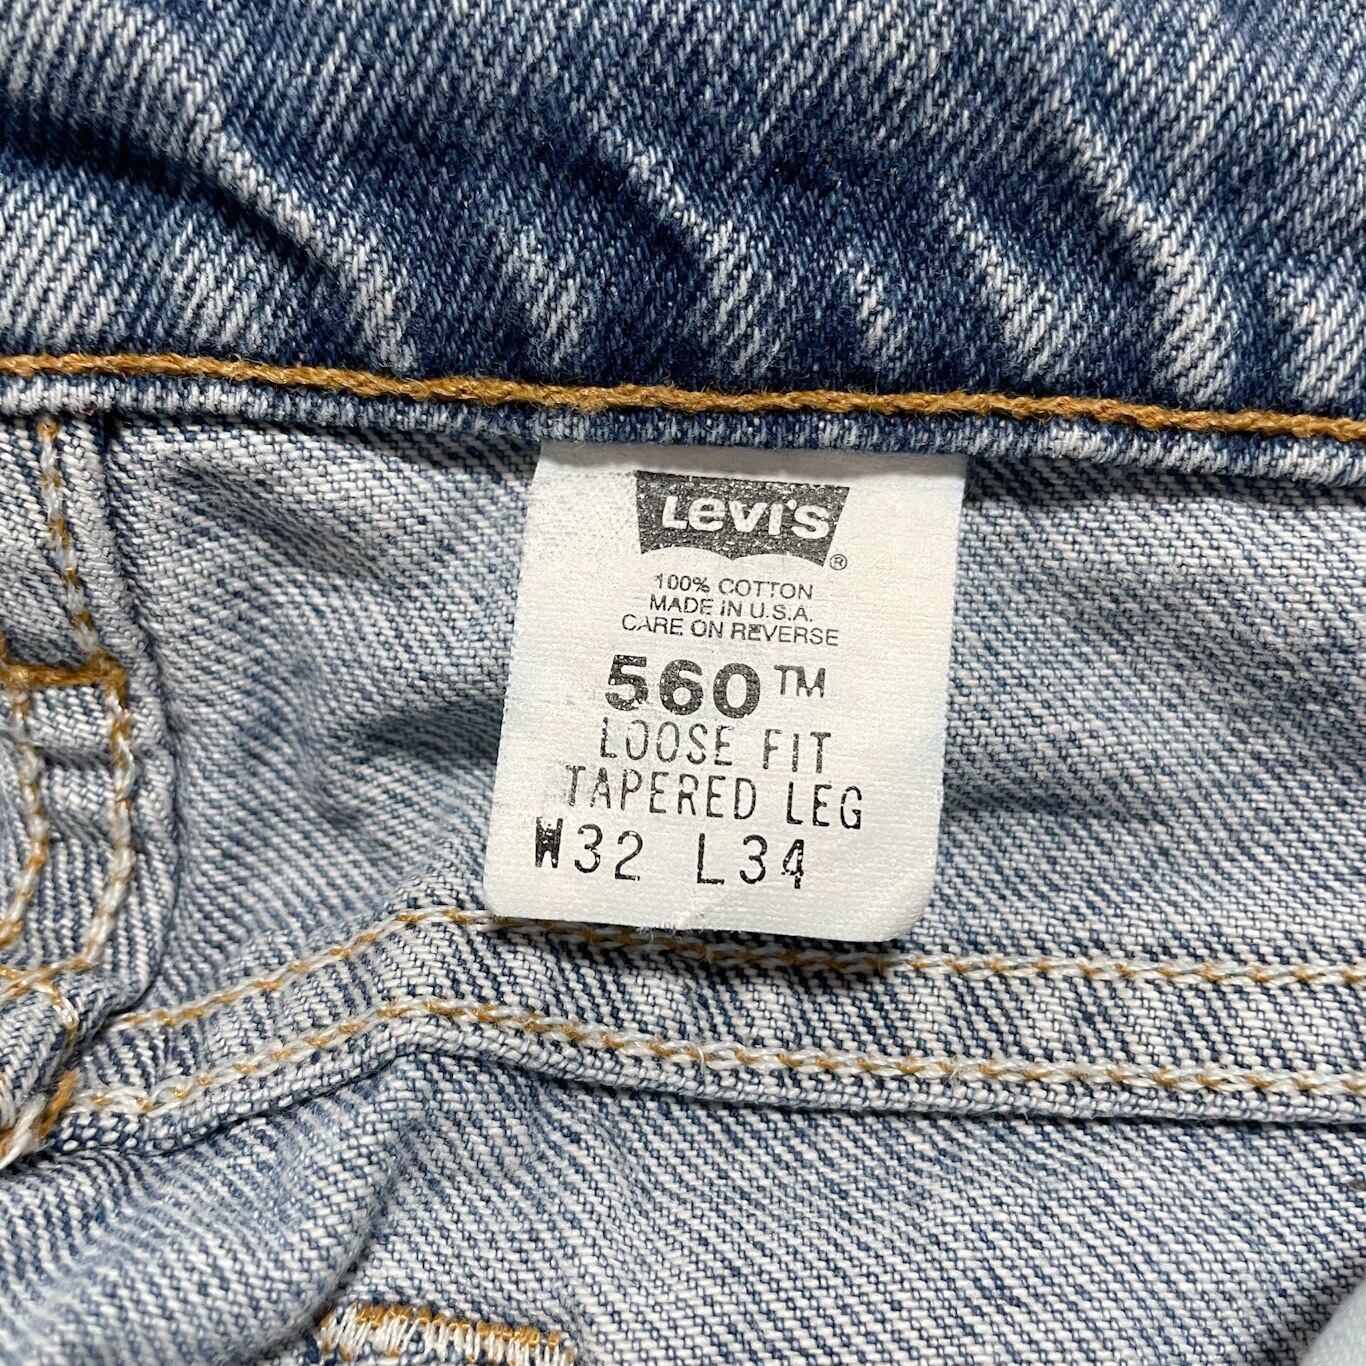 Levi's®
100% COTTON
MADE IN U.S.A.
CARE ON REVERSE
560™
LOOSE FIT
TAPERED LEG
W32 L34